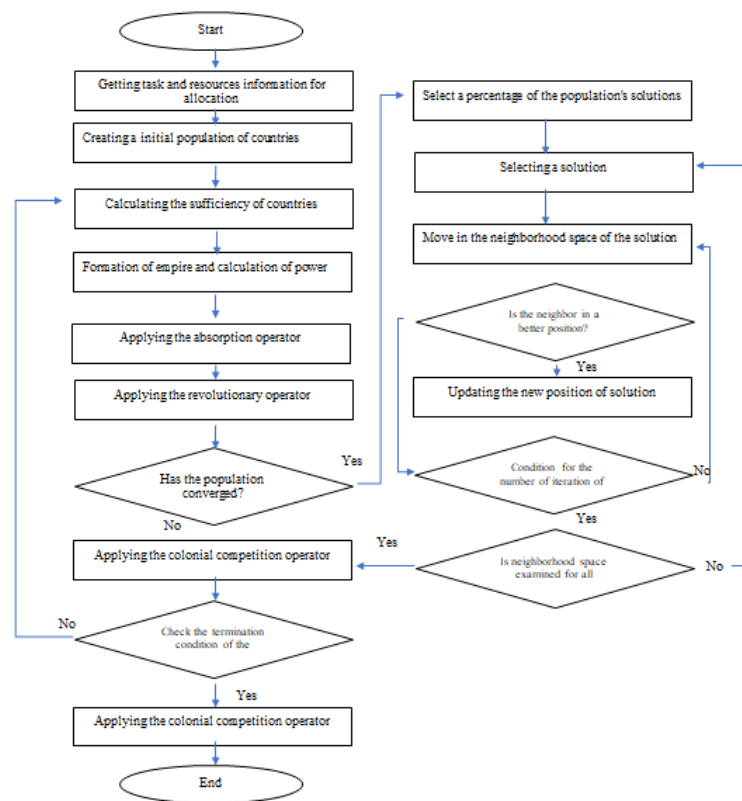 Start
Getting task and resources information for
allocation
Creating a initial population of countries
Calculating the sufficiency of countries
Formation of empire and calculation of power
Applying the absorption operator
Applying the revolutionary operator
Has the population
converged?
Yes
No
Applying the colonial competition operator
Check the termination
condition of the
No
Yes
Applying the colonial competition operator
End
Select a percentage of the population's solutions
Selecting a solution
Move in the neighborhood space of the solution
Is the neighbor in a
better position?
Yes
Updating the new position of solution
Condition for the
number of iteration of
No
Yes
Is neighborhood space
examined for all
Yes
No